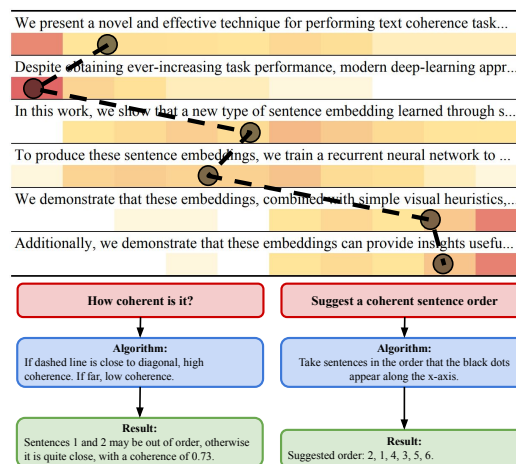 We present a novel and effective technique for performing text coherence task...
Despite obtaining ever-increasing task performance, modern deep-learning appr...
In this work, we show that a new type of sentence embedding learned through s...
To produce these sentence embeddings, we train a recurrent neural network to ...
We demonstrate that these embeddings, combined with simple visual heuristics,...
Additionally, we demonstrate that these embeddings can provide insights usefu...
How coherent is it?
Algorithm:
If dashed line is close to diagonal, high
coherence. If far, low coherence.
Result:
Sentences 1 and 2 may be out of order, otherwise
it is quite close, with a coherence of 0.73.
Suggest a coherent sentence order
Algorithm:
Take sentences in the order that the black dots
appear along the x-axis.
Result:
Suggested order: 2, 1, 4, 3, 5, 6.